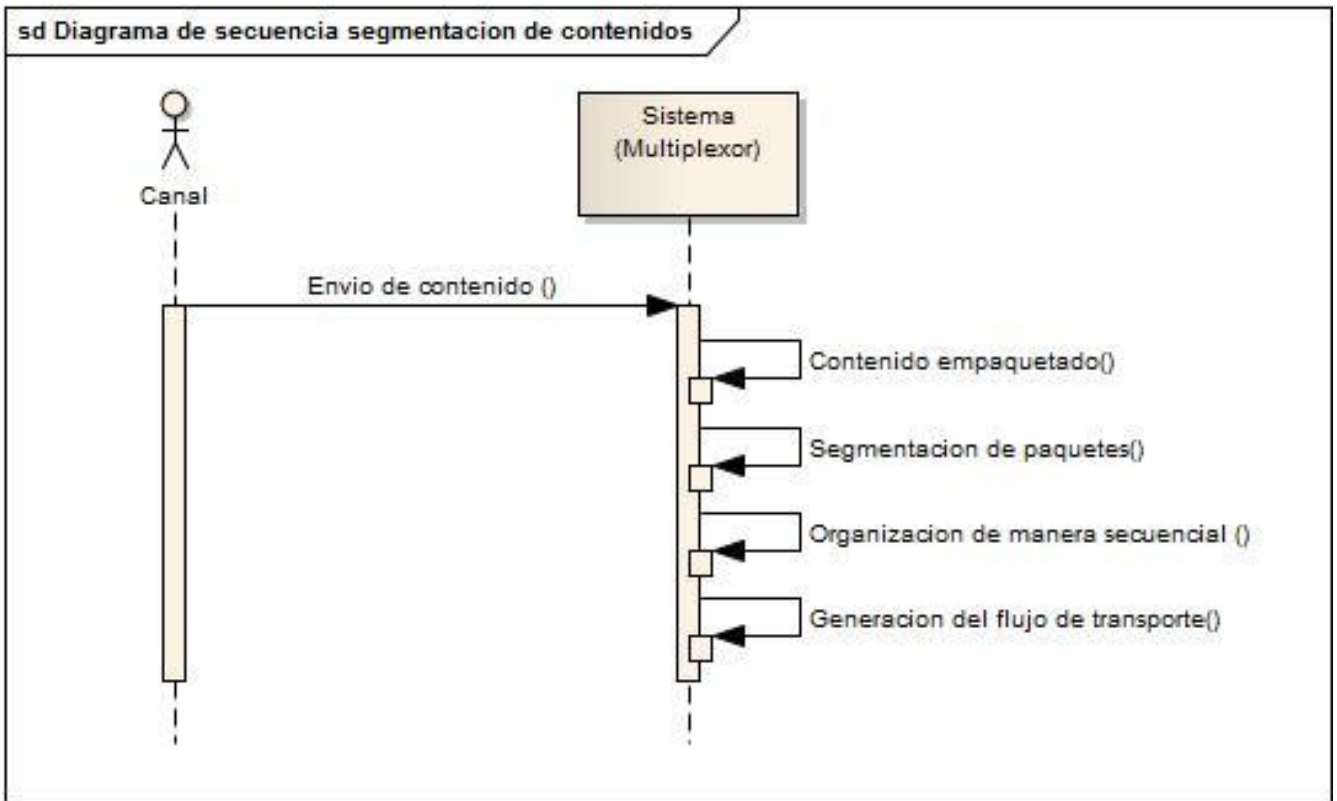 sd Diagrama de secuencia segmentacion de contenidos
Canal
Sistema
(Multiplexor)
Envio de contenido ()
Contenido empaquetado()
Segmentacion de paquetes()
Organizacion de manera secuencial ()
Generacion del flujo de transporte()